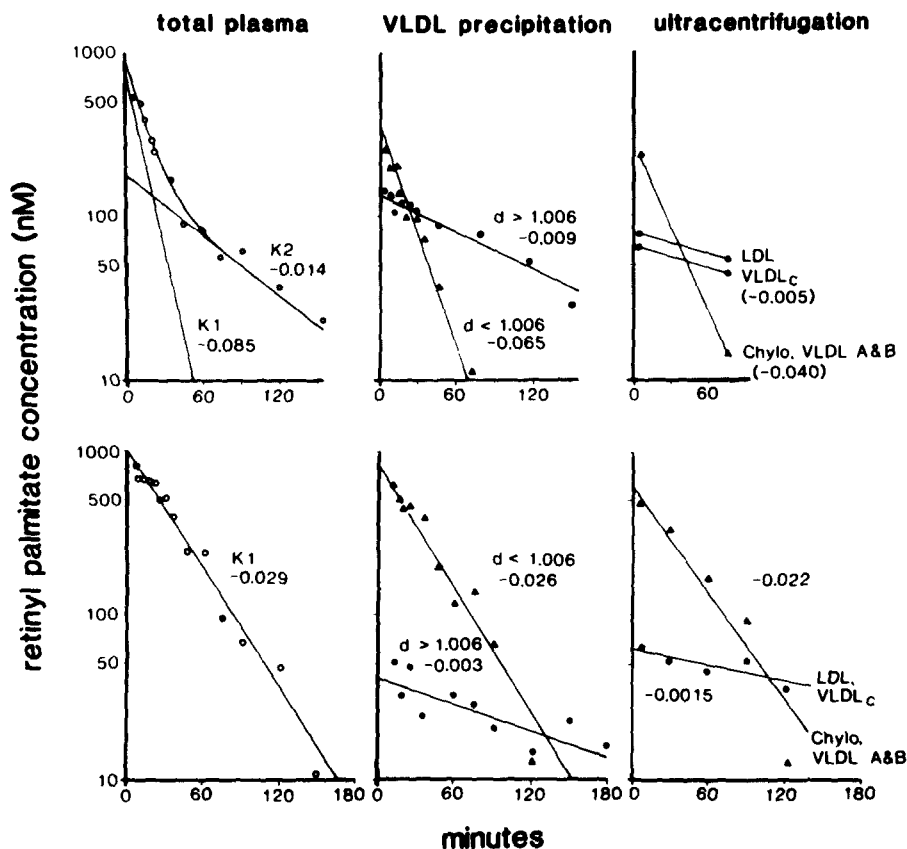 total plasma
VLDL precipitation
ultracentrifugation
retinyl palmitate concentration (nM)
1000
500
100
50
10
0
60
120
K2
-0.014
K1
-0.085
0
60
120
d > 1.006
-0.009
d < 1.006
-0.065
0
60
120
LDL
VLDLC
(-0.005)
Chylo, VLDL A&B
(-0.040)
1000
500
100
50
10
0
60
120
180
K1
-0.029
0
60
120
180
d < 1.006
-0.026
d > 1.006
-0.003
0
60
120
180
-0.022
-0.0015
LDL,
VLDLC
Chylo,
VLDL A&B
minutes